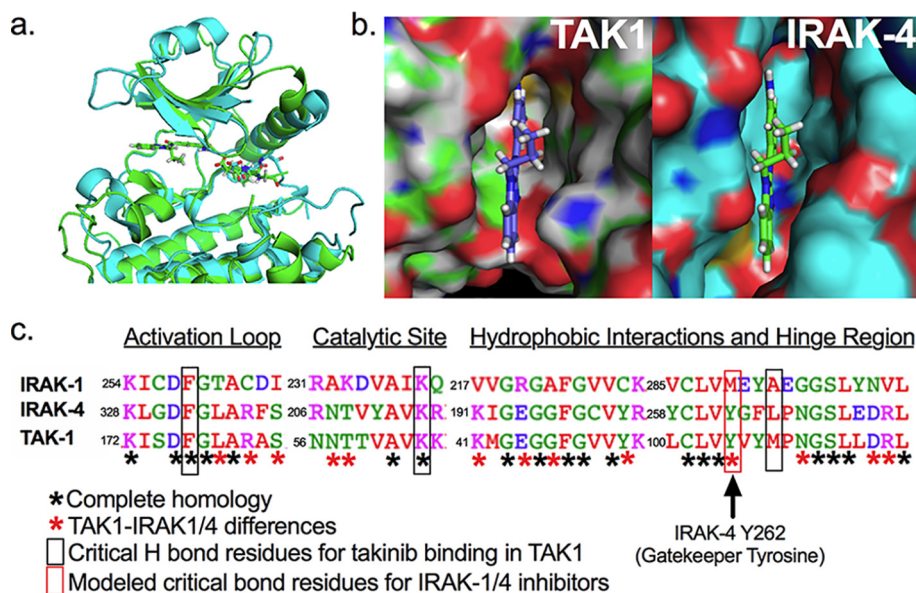 a.
b.
TAK1
IRAK-4
c.
Activation Loop Catalytic Site Hydrophobic Interactions and Hinge Region
IRAK-1 254 KICDFGTACDI 231 RAKDVAIKQ 217 VVGRGAFGVVCK 285 VCLVMEYAEGGSLYNVL
IRAK-4 328 KLGDFGLARFS 206 RNTVYAVKR 191 KIGEGGFGCVYR 258 YCLVYGFLPNGSLEDRL
TAK-1 172 KISDFGLARAS 56 NNTTVAVKK 41 KMGEGGFGVVYK 100 LCLVYVYMPNGSLLDRL
* * * * * * * * * * * * * * * * * * * * * * * * * * * * * * * *
* Complete homology
* TAK1-IRAK1/4 differences
Critical H bond residues for takinib binding in TAK1
Modeled critical bond residues for IRAK-1/4 inhibitors
IRAK-4 Y262
(Gatekeeper Tyrosine)